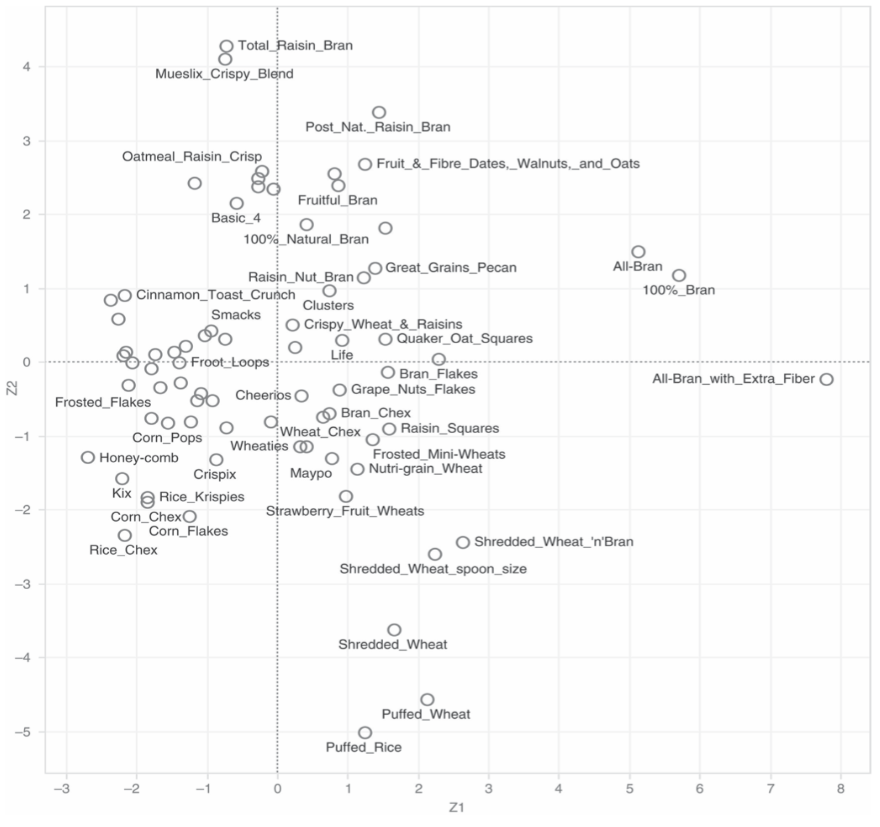 Total_Raisin_Bran
4
Mueslix_Crispy_Blend
Post_Nat._Raisin_Bran
3
Oatmeal_Raisin_Crisp
Fruit_&_Fibre_Dates,_Walnuts,_and_Oats
Fruitful_Bran
2
Basic_4
100%_Natural_Bran
All-Bran
Great_Grains_Pecan
Raisin_Nut_Bran
100%_Bran
1
Cinnamon_Toast_Crunch
Clusters
Smacks
Crispy_Wheat_&_Raisins
Quaker_Oat_Squares
Life
0
Froot_Loops
Z2
Bran_Flakes
All-Bran_with_Extra_Fiber
Grape_Nuts_Flakes
Cheerios
Frosted_Flakes
Bran_Chex
Raisin_Squares
Wheat_Chex
–1
Corn_Pops
Wheaties
Frosted_Mini-Wheats
Honey-comb
Nutri-grain_Wheat
Crispix
Maypo
Kix
Rice_Krispies
–2
Strawberry_Fruit_Wheats
Corn_Chex
Corn_Flakes
Rice_Chex
Shredded_Wheat_'n'Bran
Shredded_Wheat_spoon_size
–3
Shredded_Wheat
–4
Puffed_Wheat
–5
Puffed_Rice
–3 –2 –1 0 1 2 3 4 5 6 7 8
Z1